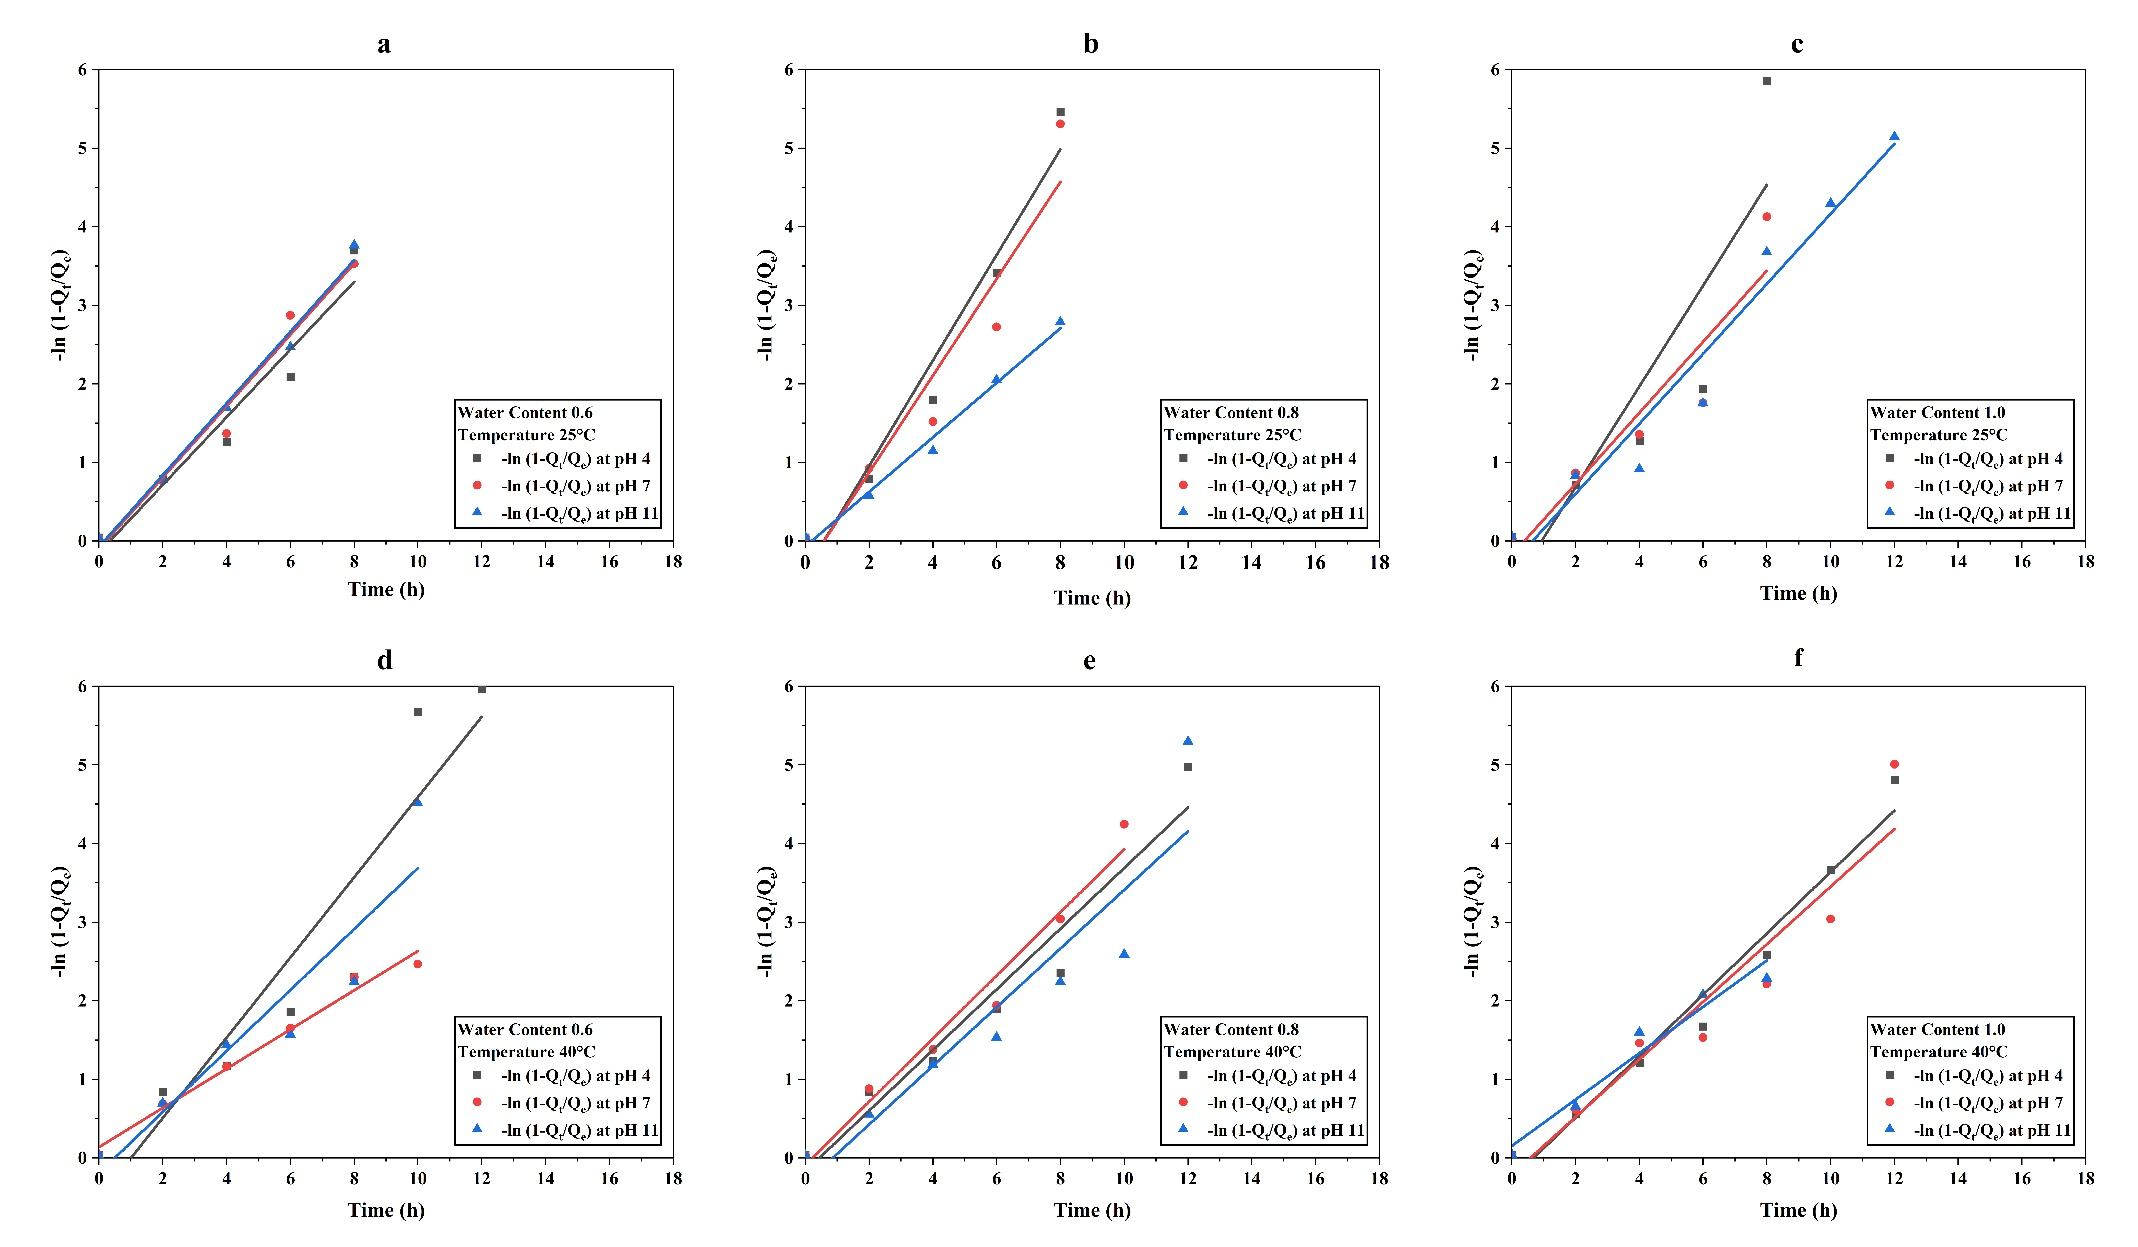 a
6
5
4
3
2
1
0
-ln (1-Qt/Qe)
0 2 4 6 8 10 12 14 16 18
Time (h)
Water Content 0.6
Temperature 25°C
-ln (1-Qt/Qe) at pH 4
-ln (1-Qt/Qe) at pH 7
-ln (1-Qt/Qe) at pH 11
b
6
5
4
3
2
1
0
-ln (1-Qt/Qe)
0 2 4 6 8 10 12 14 16 18
Time (h)
Water Content 0.8
Temperature 25°C
-ln (1-Qt/Qe) at pH 4
-ln (1-Qt/Qe) at pH 7
-ln (1-Qt/Qe) at pH 11
c
6
5
4
3
2
1
0
-ln (1-Qt/Qe)
0 2 4 6 8 10 12 14 16 18
Time (h)
Water Content 1.0
Temperature 25°C
-ln (1-Qt/Qe) at pH 4
-ln (1-Qt/Qe) at pH 7
-ln (1-Qt/Qe) at pH 11
d
6
5
4
3
2
1
0
-ln (1-Qt/Qe)
0 2 4 6 8 10 12 14 16 18
Time (h)
Water Content 0.6
Temperature 40°C
-ln (1-Qt/Qe) at pH 4
-ln (1-Qt/Qe) at pH 7
-ln (1-Qt/Qe) at pH 11
e
6
5
4
3
2
1
0
-ln (1-Qt/Qe)
0 2 4 6 8 10 12 14 16 18
Time (h)
Water Content 0.8
Temperature 40°C
-ln (1-Qt/Qe) at pH 4
-ln (1-Qt/Qe) at pH 7
-ln (1-Qt/Qe) at pH 11
f
6
5
4
3
2
1
0
-ln (1-Qt/Qe)
0 2 4 6 8 10 12 14 16 18
Time (h)
Water Content 1.0
Temperature 40°C
-ln (1-Qt/Qe) at pH 4
-ln (1-Qt/Qe) at pH 7
-ln (1-Qt/Qe) at pH 11